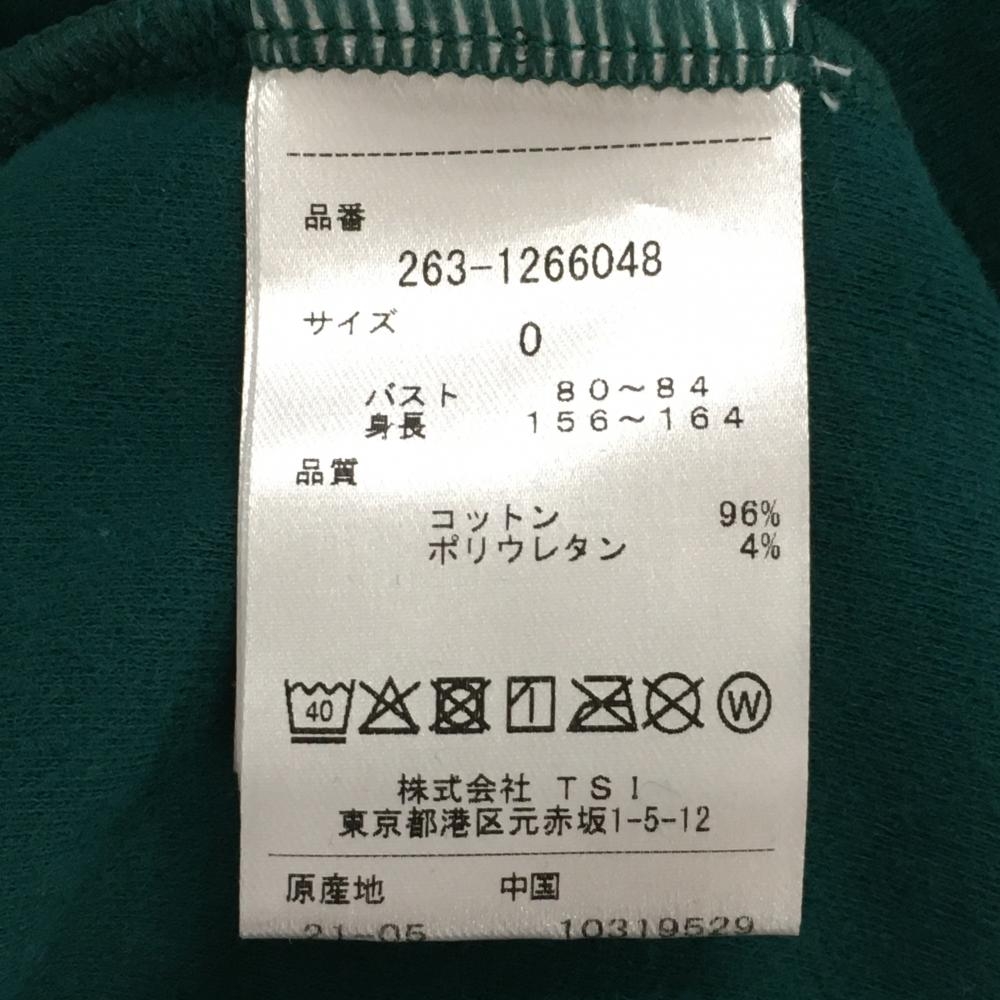 品番
263-1266048
サイズ
0
バスト 80～84
身長 156～164
品質
コットン 96%
ポリウレタン 4%
40 W
株式会社 TSI
東京都港区元赤坂1-5-12
原産地 中国
21-05 10319529